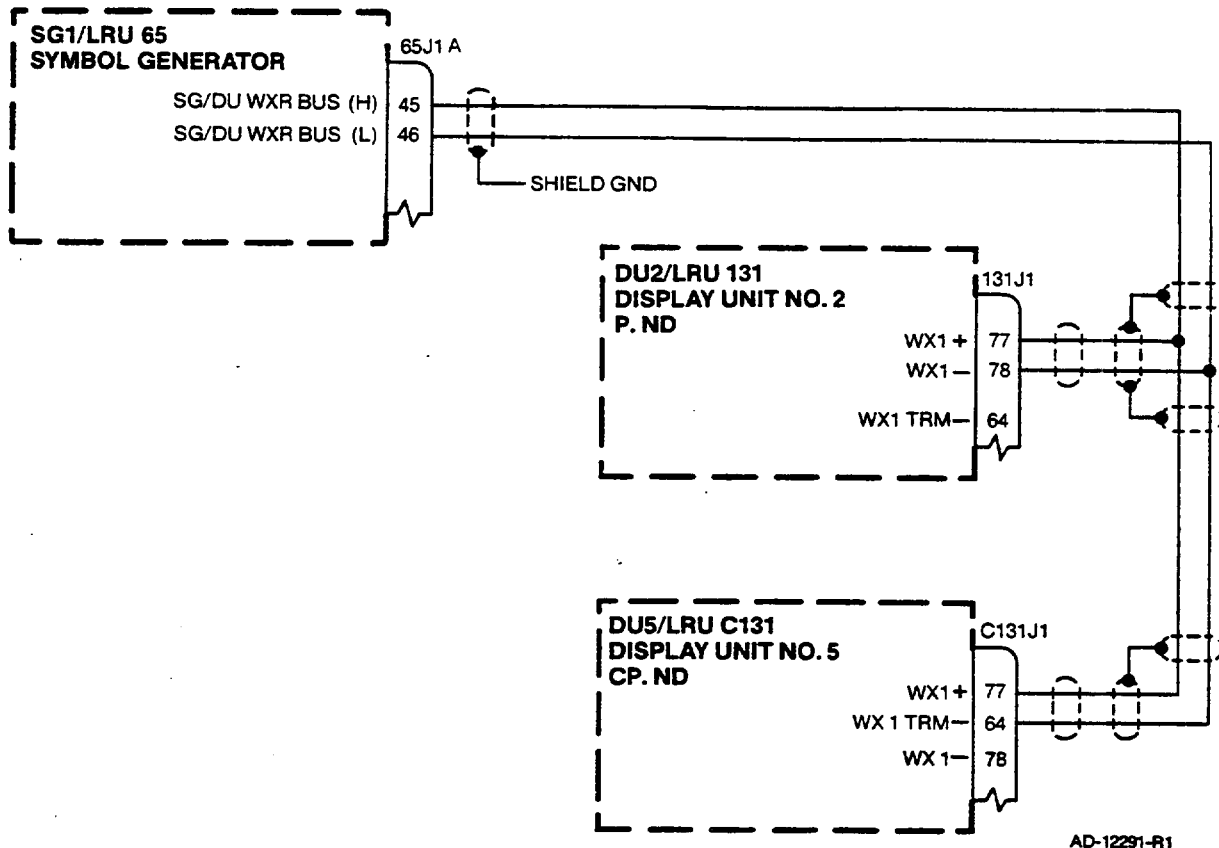 SG1/LRU 65
SYMBOL GENERATOR
65J1 A
SG/DU WXR BUS (H) 45
SG/DU WXR BUS (L) 46
SHIELD GND
DU2/LRU 131
DISPLAY UNIT NO. 2
P. ND
131J1
WX1 + 77
WX1 – 78
WX1 TRM – 64
DU5/LRU C131
DISPLAY UNIT NO. 5
CP. ND
C131J1
WX1 + 77
WX 1 TRM – 64
WX 1 – 78
AD-12291-R1